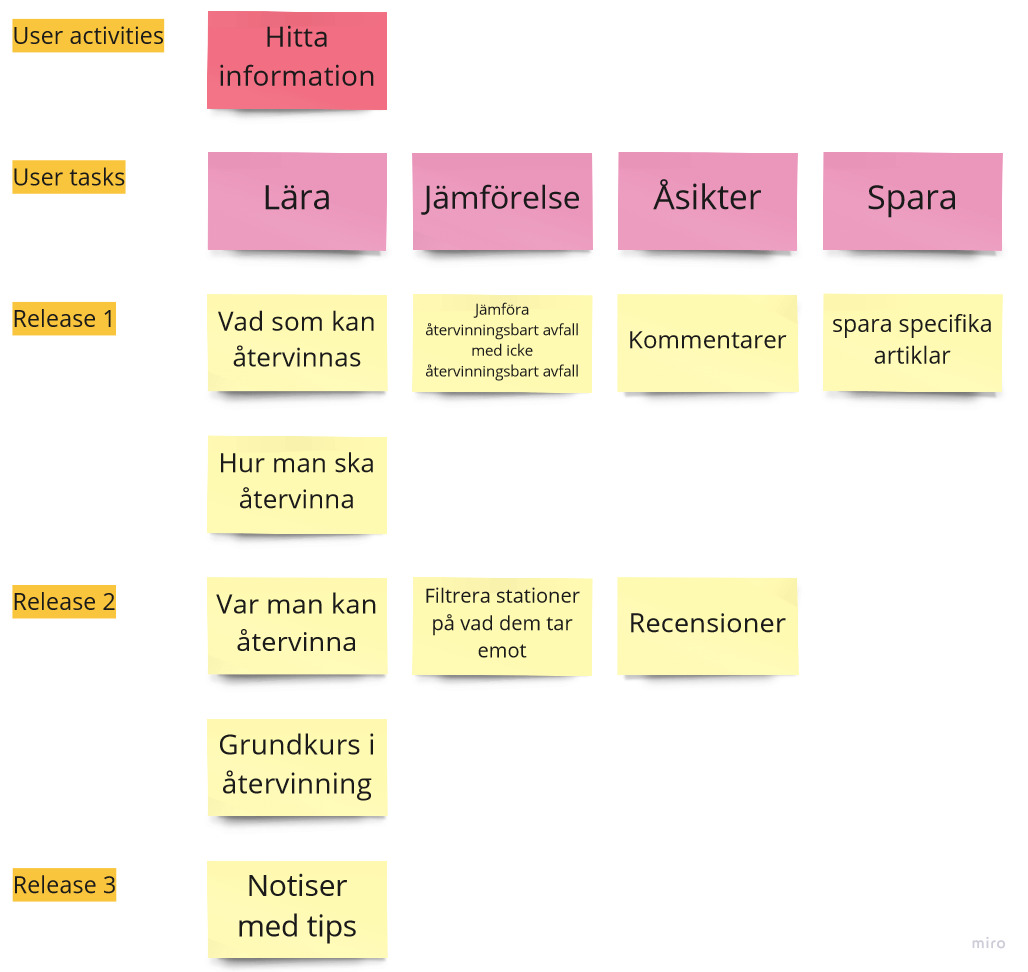 User activities
Hitta
information
User tasks
Lära
Jämförelse
Åsikter
Spara
Release 1
Vad som kan
återvinnas
Jämföra
återvinningsbart avfall
med icke
återvinningsbart avfall
Kommentarer
spara specifika
artiklar
Hur man ska
återvinna
Release 2
Var man kan
återvinna
Filtrera stationer
på vad dem tar
emot
Recensioner
Grundkurs i
återvinning
Release 3
Notiser
med tips
miro